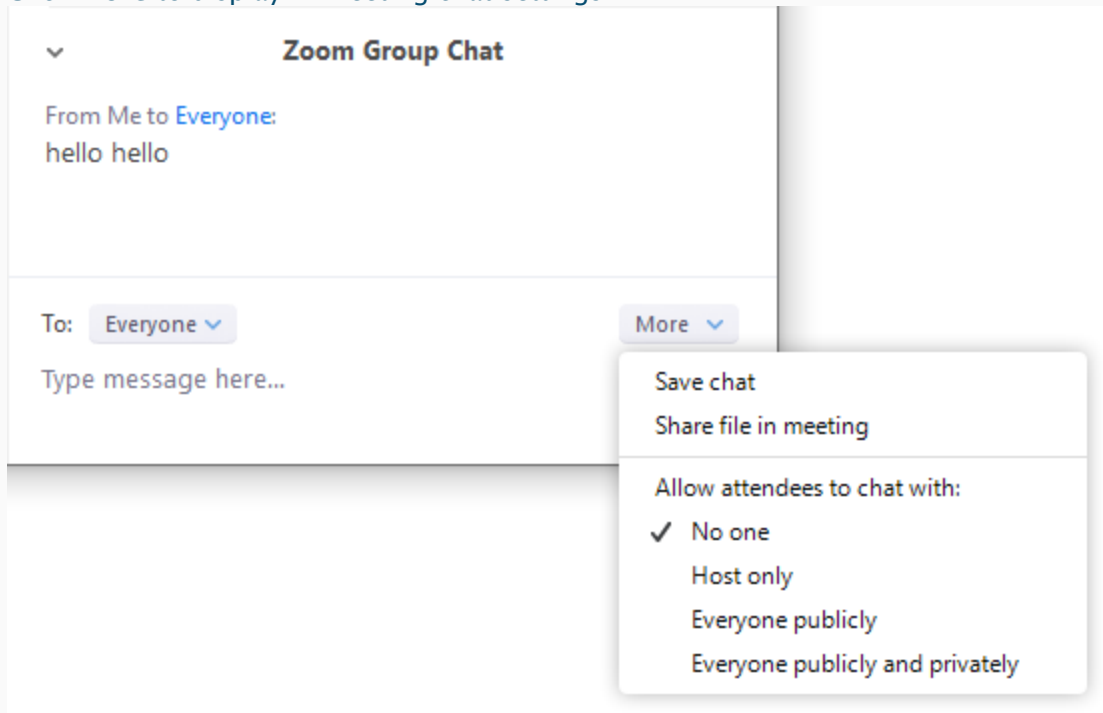 Zoom Group Chat
From Me to Everyone:
hello hello
To: Everyone More
Type message here...
Save chat
Share file in meeting
Allow attendees to chat with:
✓ No one
Host only
Everyone publicly
Everyone publicly and privately